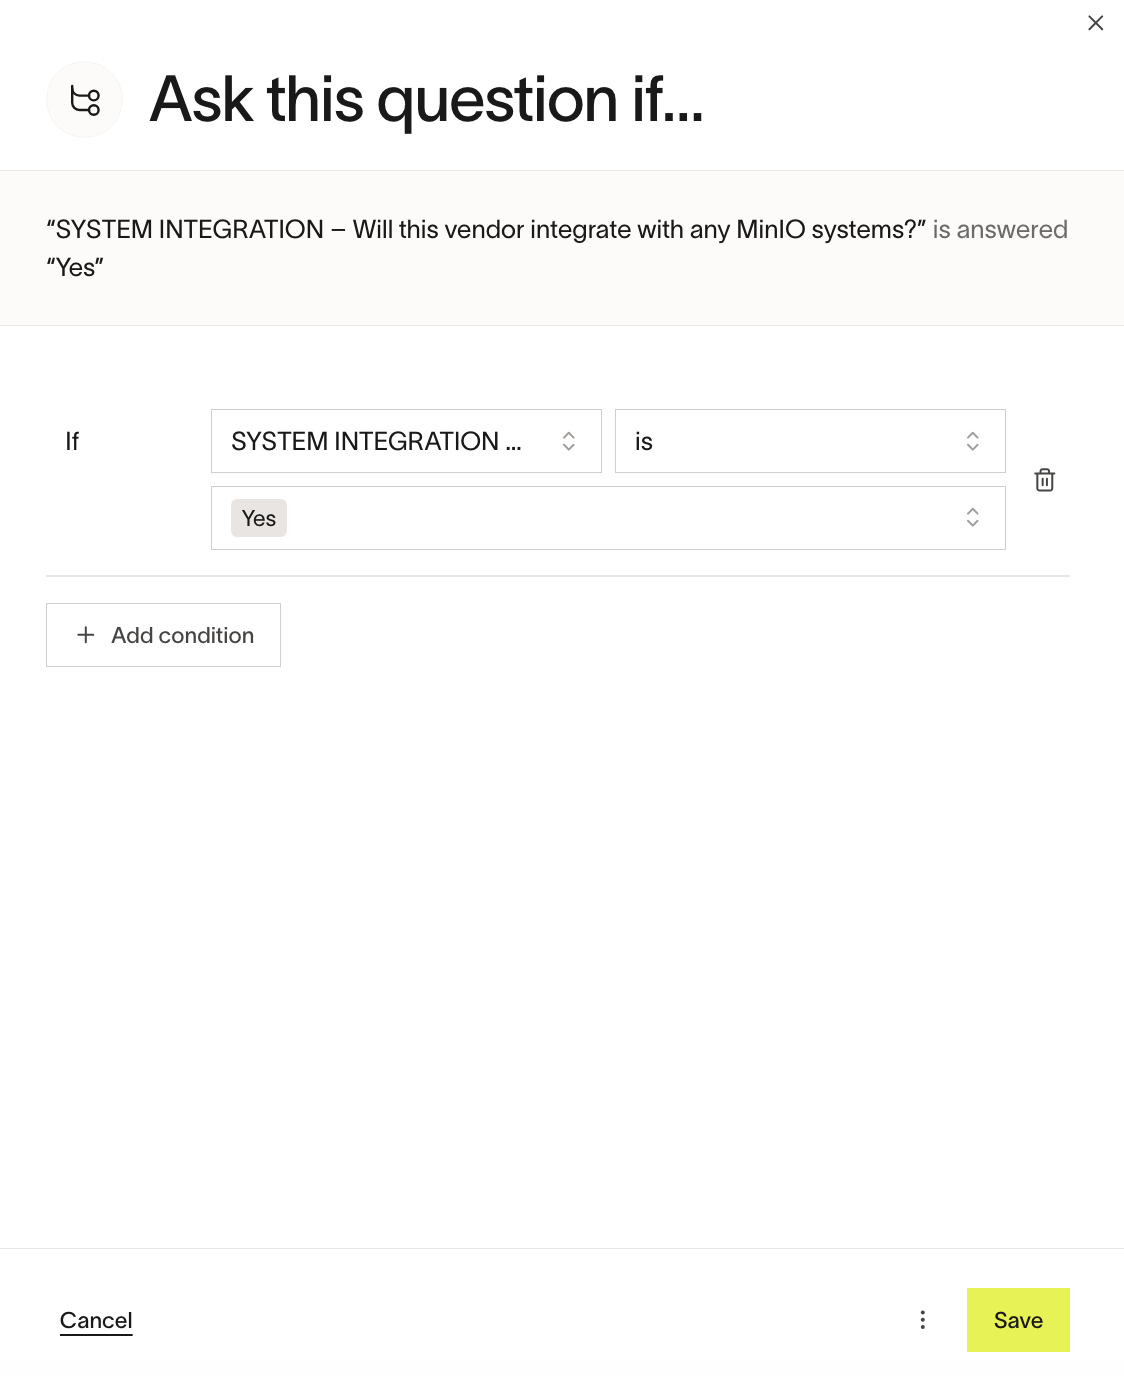 Ask this question if...
“SYSTEM INTEGRATION – Will this vendor integrate with any MinIO systems?” is answered
“Yes”
If
SYSTEM INTEGRATION ...
is
Yes
Add condition
Cancel
Save